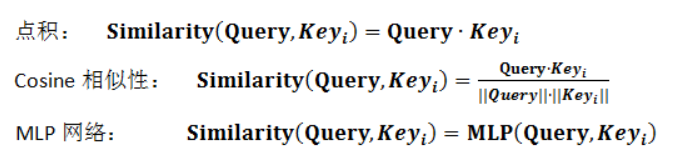 点积： Similarity(Query, Keyᵢ) = Query · Keyᵢ
Cosine 相似性： Similarity(Query, Keyᵢ) = Query·Keyᵢ / ||Query||·||Keyᵢ||
MLP 网络： Similarity(Query, Keyᵢ) = MLP(Query, Keyᵢ)